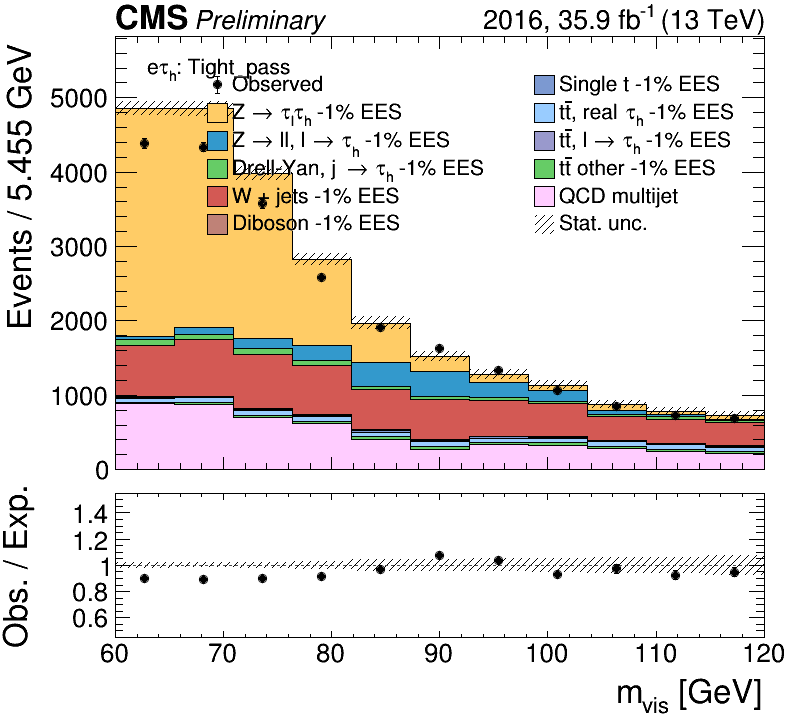 CMS Preliminary 2016, 35.9 fb⁻¹ (13 TeV)
eτh: Tight_pass
Observed
Z → τlτh -1% EES
Z → ll, l → τh -1% EES
Drell-Yan, j → τh -1% EES
W + jets -1% EES
Diboson -1% EES
Single t -1% EES
tt̄, real τh -1% EES
tt̄, l → τh -1% EES
tt̄ other -1% EES
QCD multijet
Stat. unc.
Events / 5.455 GeV
5000
4000
3000
2000
1000
0
Obs. / Exp.
1.4
1.2
1
0.8
0.6
60 70 80 90 100 110 120
mvis [GeV]